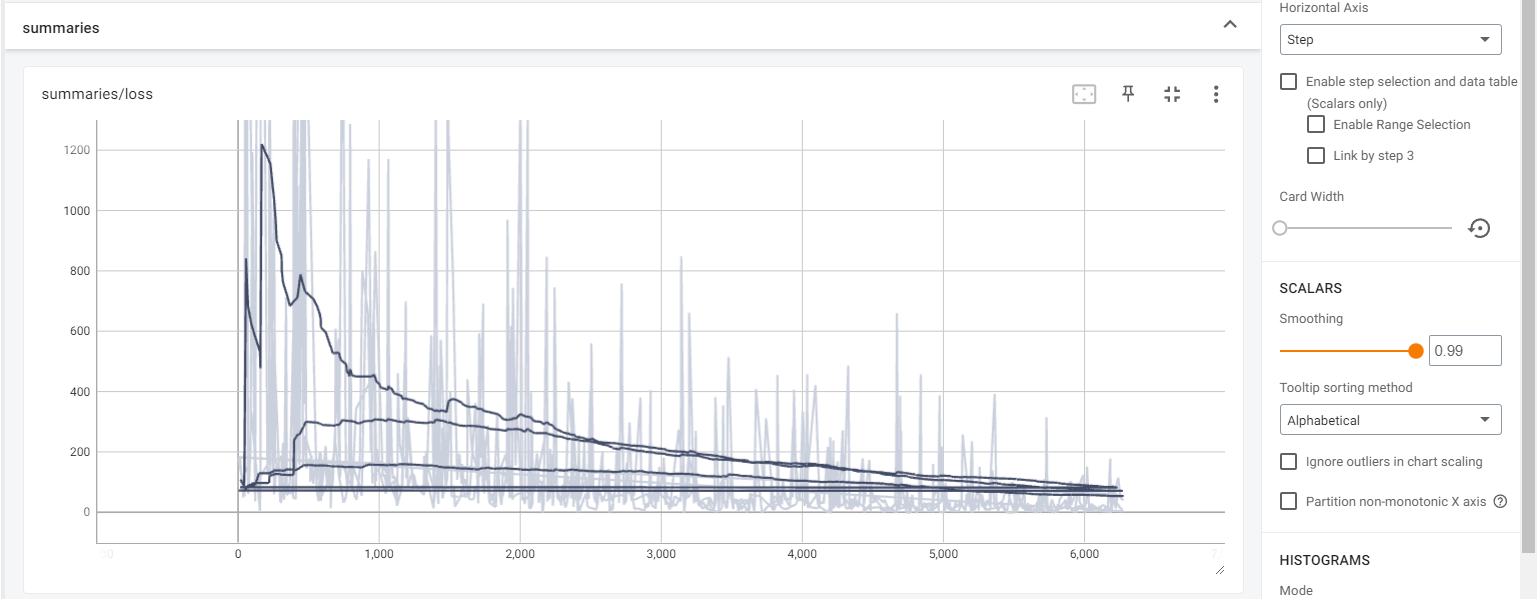 summaries
summaries/loss
1200
1000
800
600
400
200
0
0
1,000
2,000
3,000
4,000
5,000
6,000
Horizontal Axis
Step
Enable step selection and data table
(Scalars only)
Enable Range Selection
Link by step 3
Card Width
SCALARS
Smoothing
0.99
Tooltip sorting method
Alphabetical
Ignore outliers in chart scaling
Partition non-monotonic X axis
HISTOGRAMS
Mode